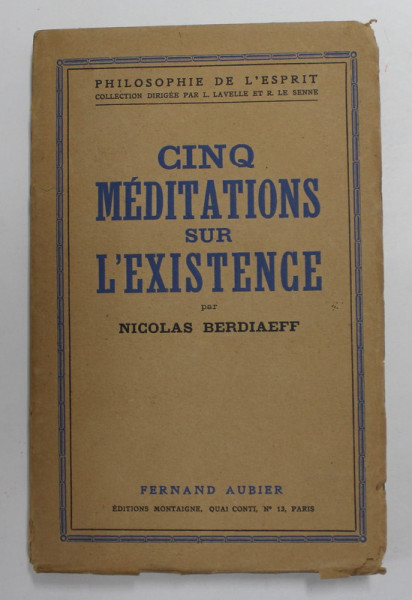 PHILOSOPHIE DE L'ESPRIT
COLLECTION DIRIGÉE PAR L. LAVELLE ET R. LE SENNE
CINQ
MÉDITATIONS
SUR
L'EXISTENCE
par
NICOLAS BERDIAEFF
FERNAND AUBIER
ÉDITIONS MONTAIGNE, QUAI CONTI, Nº 13, PARIS